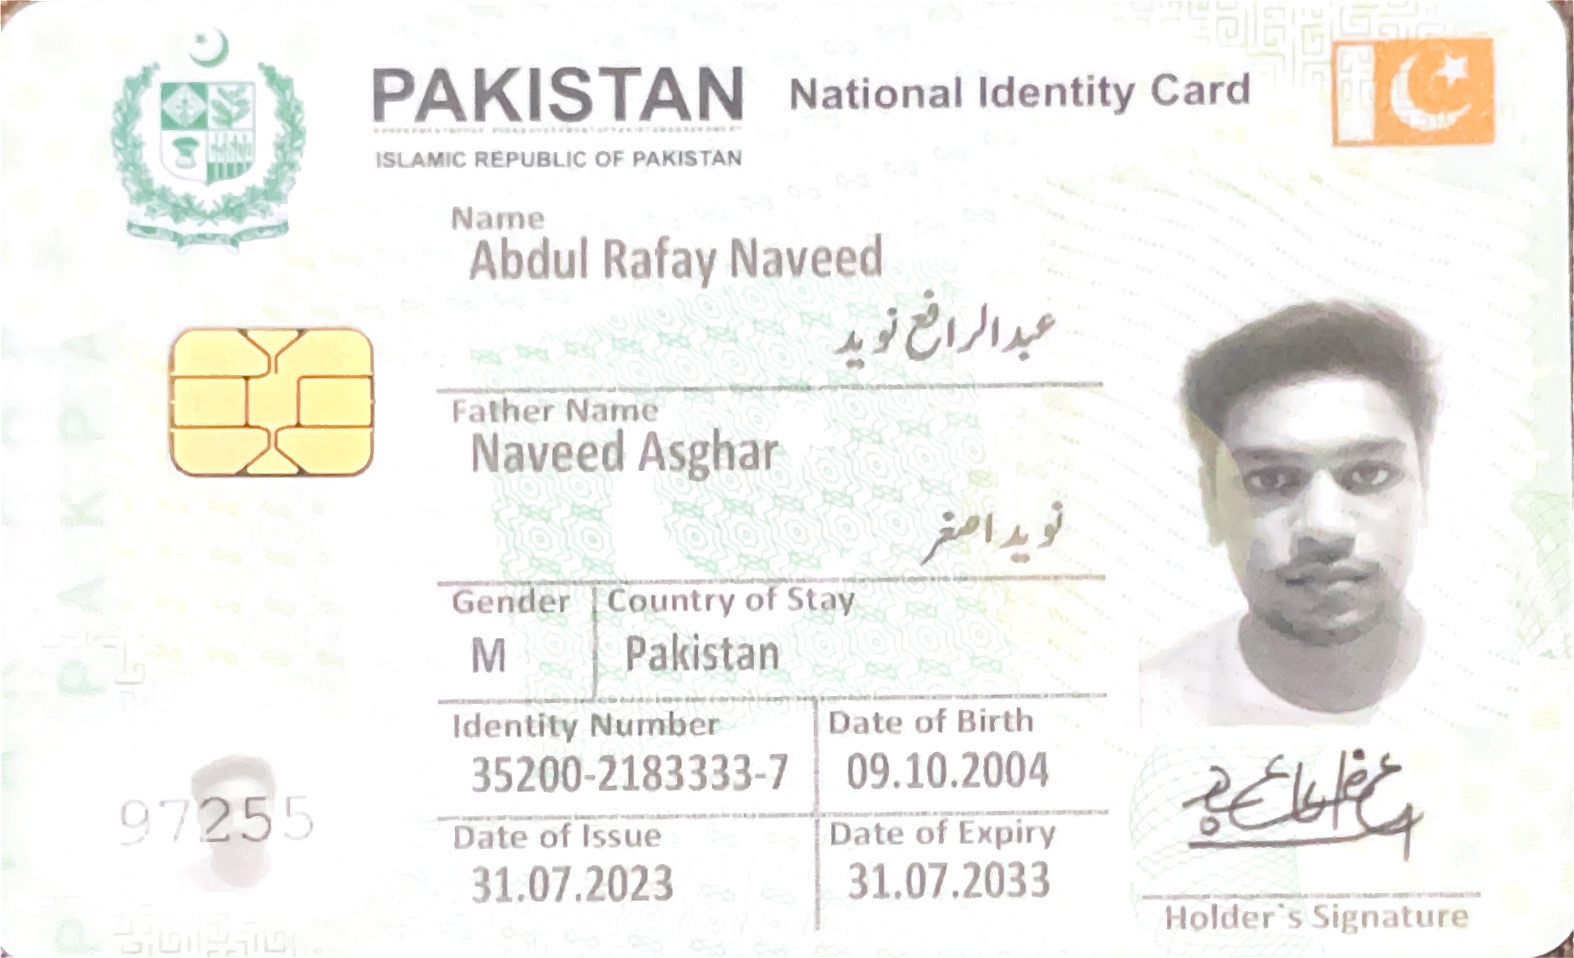 PAKISTAN National Identity Card
ISLAMIC REPUBLIC OF PAKISTAN
Name
Abdul Rafay Naveed
عبدالرافع نوید
Father Name
Naveed Asghar
نوید اصغر
Gender Country of Stay
M Pakistan
Identity Number Date of Birth
35200-2183333-7 09.10.2004
Date of Issue Date of Expiry
31.07.2023 31.07.2033
97255
Holder`s Signature